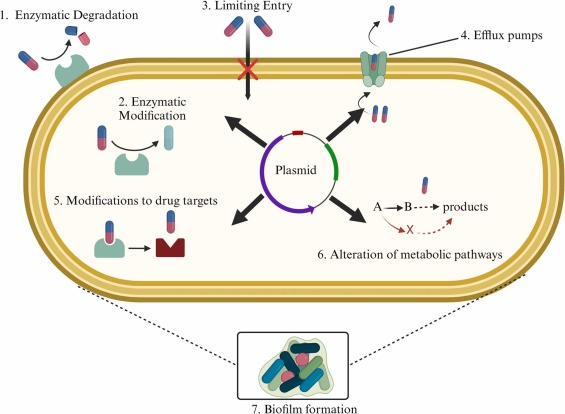 1. Enzymatic Degradation
3. Limiting Entry
4. Efflux pumps
2. Enzymatic
Modification
Plasmid
5. Modifications to drug targets
A B products
X
6. Alteration of metabolic pathways
7. Biofilm formation